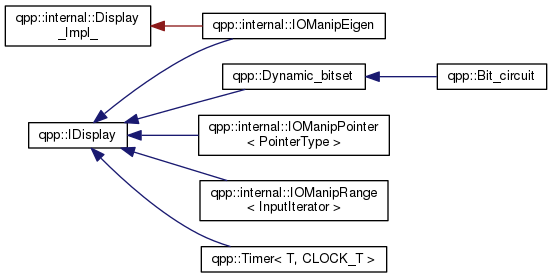 qpp::internal::Display
_Impl_
qpp::internal::IOManipEigen
qpp::Dynamic_bitset
qpp::Bit_circuit
qpp::IDisplay
qpp::internal::IOManipPointer
< PointerType >
qpp::internal::IOManipRange
< InputIterator >
qpp::Timer< T, CLOCK_T >